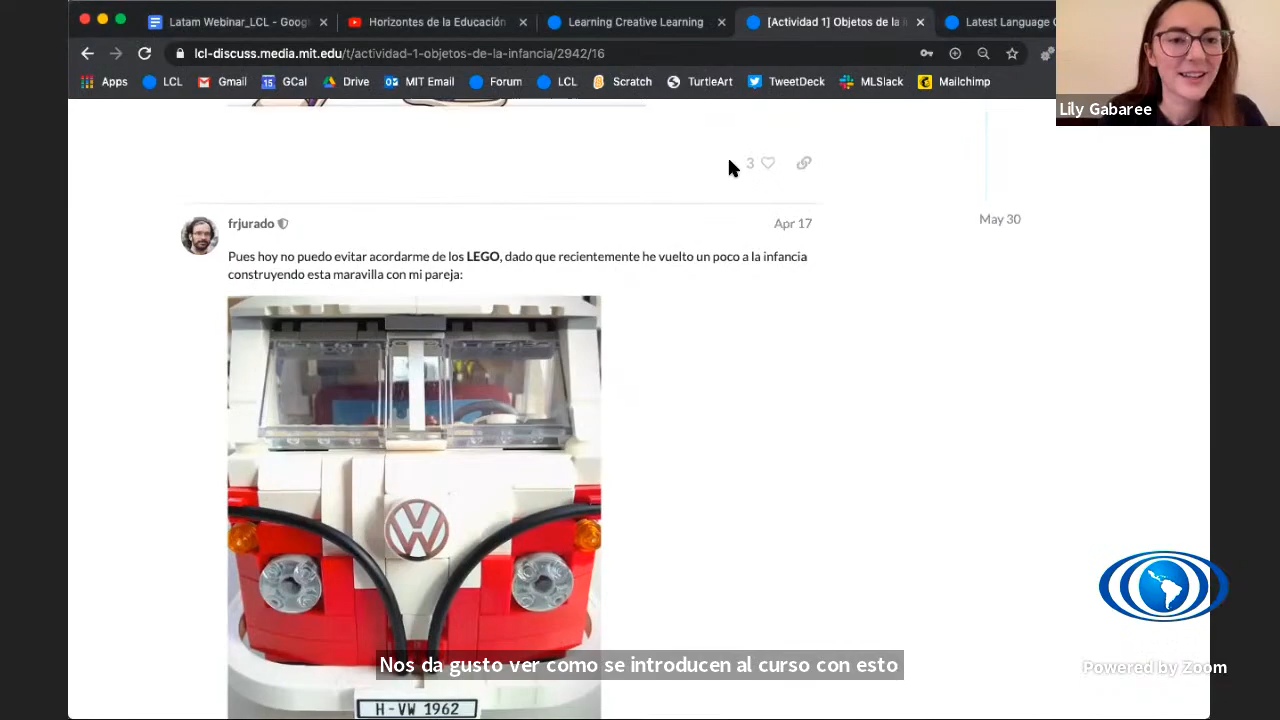 Latam Webinar_LCL - Goog
Horizontes de la Educación
Learning Creative Learning
[Actividad 1] Objetos de la i
Latest Language
lcl-discuss.media.mit.edu/t/actividad-1-objetos-de-la-infancia/2942/16
Apps
LCL
Gmail
15
GCal
Drive
MIT Email
Forum
LCL
Scratch
TurtleArt
TweetDeck
MLSlack
Mailchimp
Lily Gabaree
3
May 30
frjurado
Apr 17
Pues hoy no puedo evitar acordarme de los LEGO, dado que recientemente he vuelto un poco a la infancia
construyendo esta maravilla con mi pareja:
VW
Nos da gusto ver como se introducen al curso con esto
Powered by Zoom
H-VW 1962